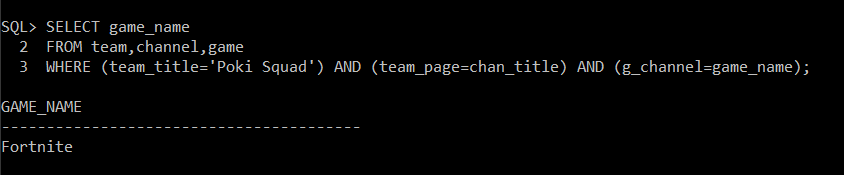 SQL> SELECT game_name
  2  FROM team,channel,game
  3  WHERE (team_title='Poki Squad') AND (team_page=chan_title) AND (g_channel=game_name);
GAME_NAME
----------------------------------------
Fortnite